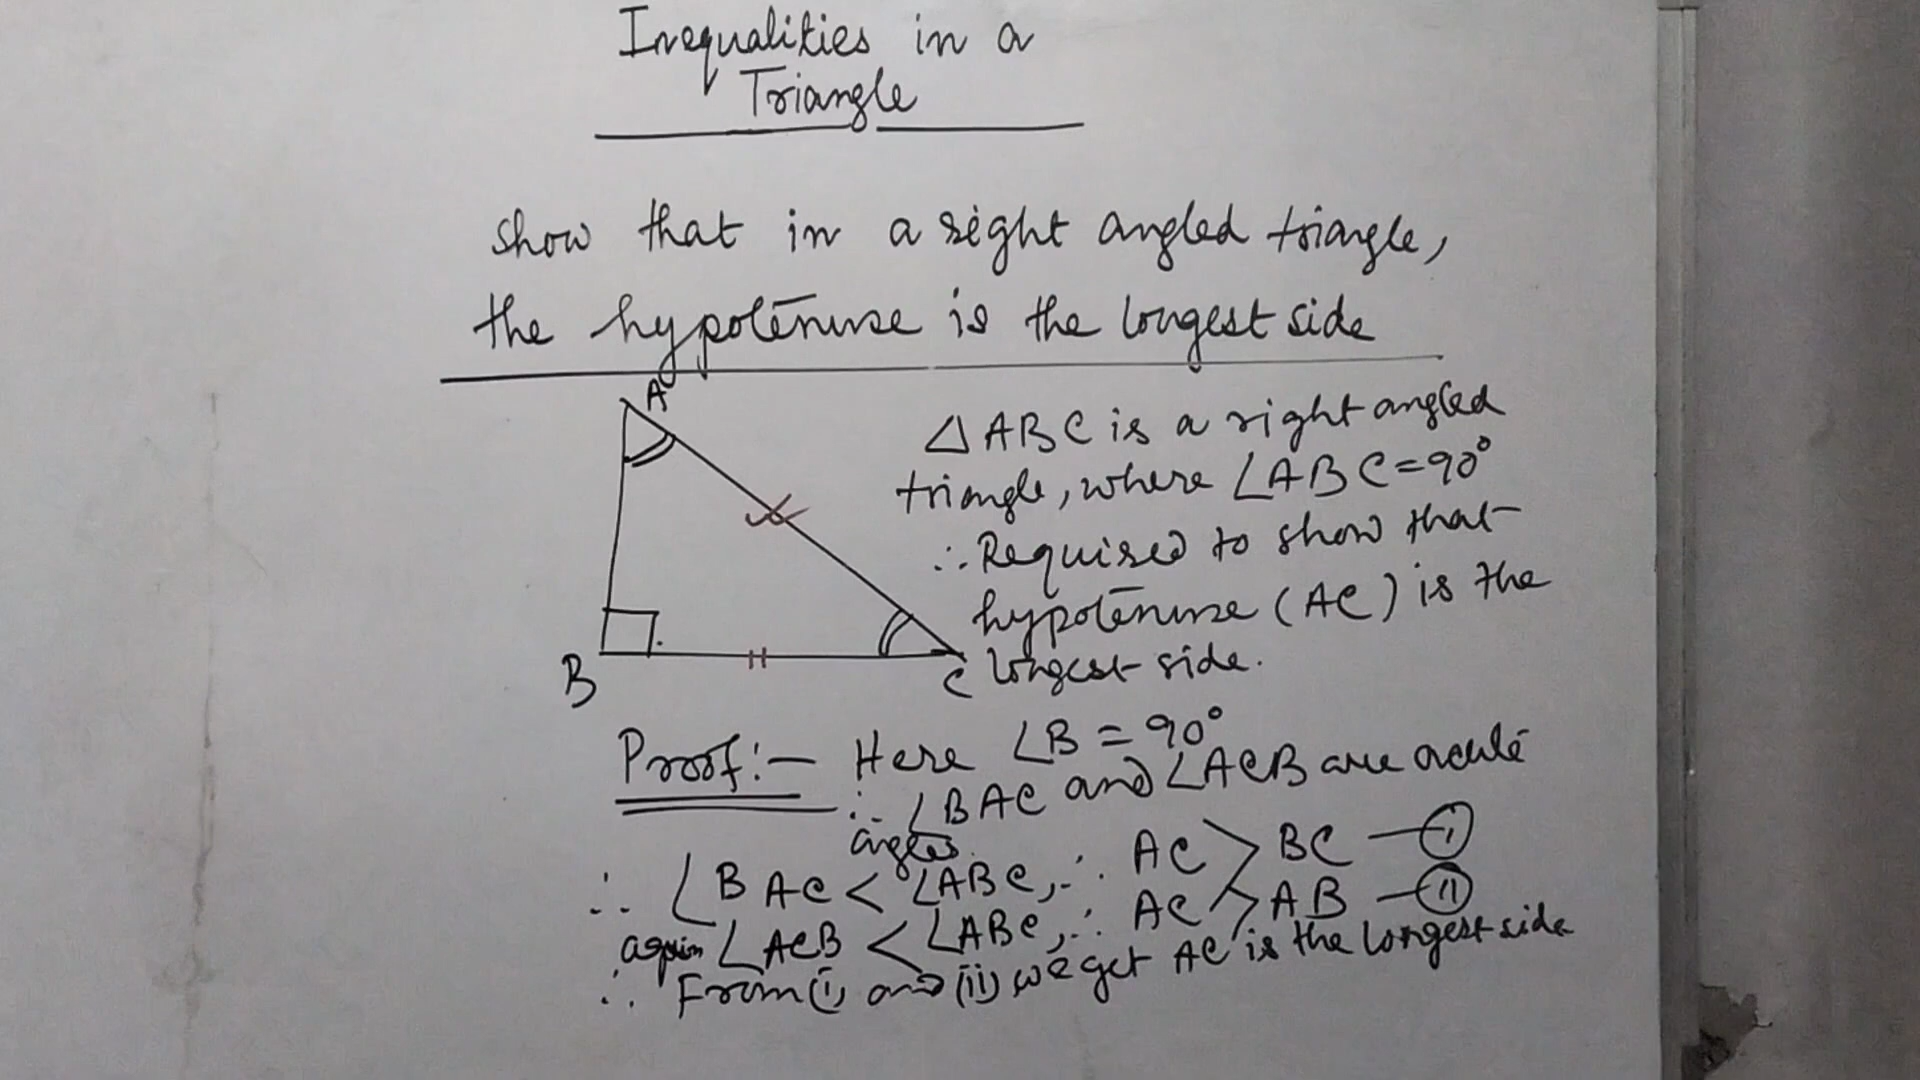 Inequalities in a
Triangle
Show that in a right angled triangle,
the hypotenuse is the longest side
A
B
C
△ABC is a right angled
triangle, where ∠ABC=90°
∴ Required to show that
hypotenuse (AC) is the
longest side.
Proof:- Here ∠B = 90°
∴ ∠BAC and ∠ACB are acute
angles.
∴ ∠BAC < ∠ABC, ∴ AC > BC —(i)
again ∠ACB < ∠ABC, ∴ AC > AB —(ii)
∴ From (i) and (ii) we get AC is the longest side